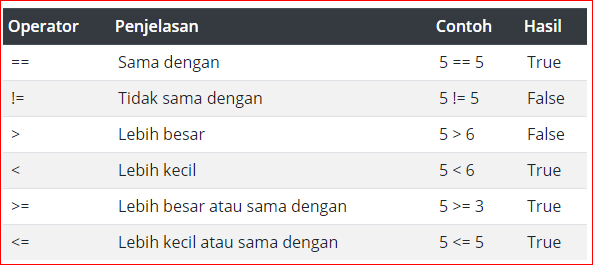 Operator Penjelasan Contoh Hasil
== Sama dengan 5 == 5 True
!= Tidak sama dengan 5 != 5 False
> Lebih besar 5 > 6 False
< Lebih kecil 5 < 6 True
>= Lebih besar atau sama dengan 5 >= 3 True
<= Lebih kecil atau sama dengan 5 <= 5 True